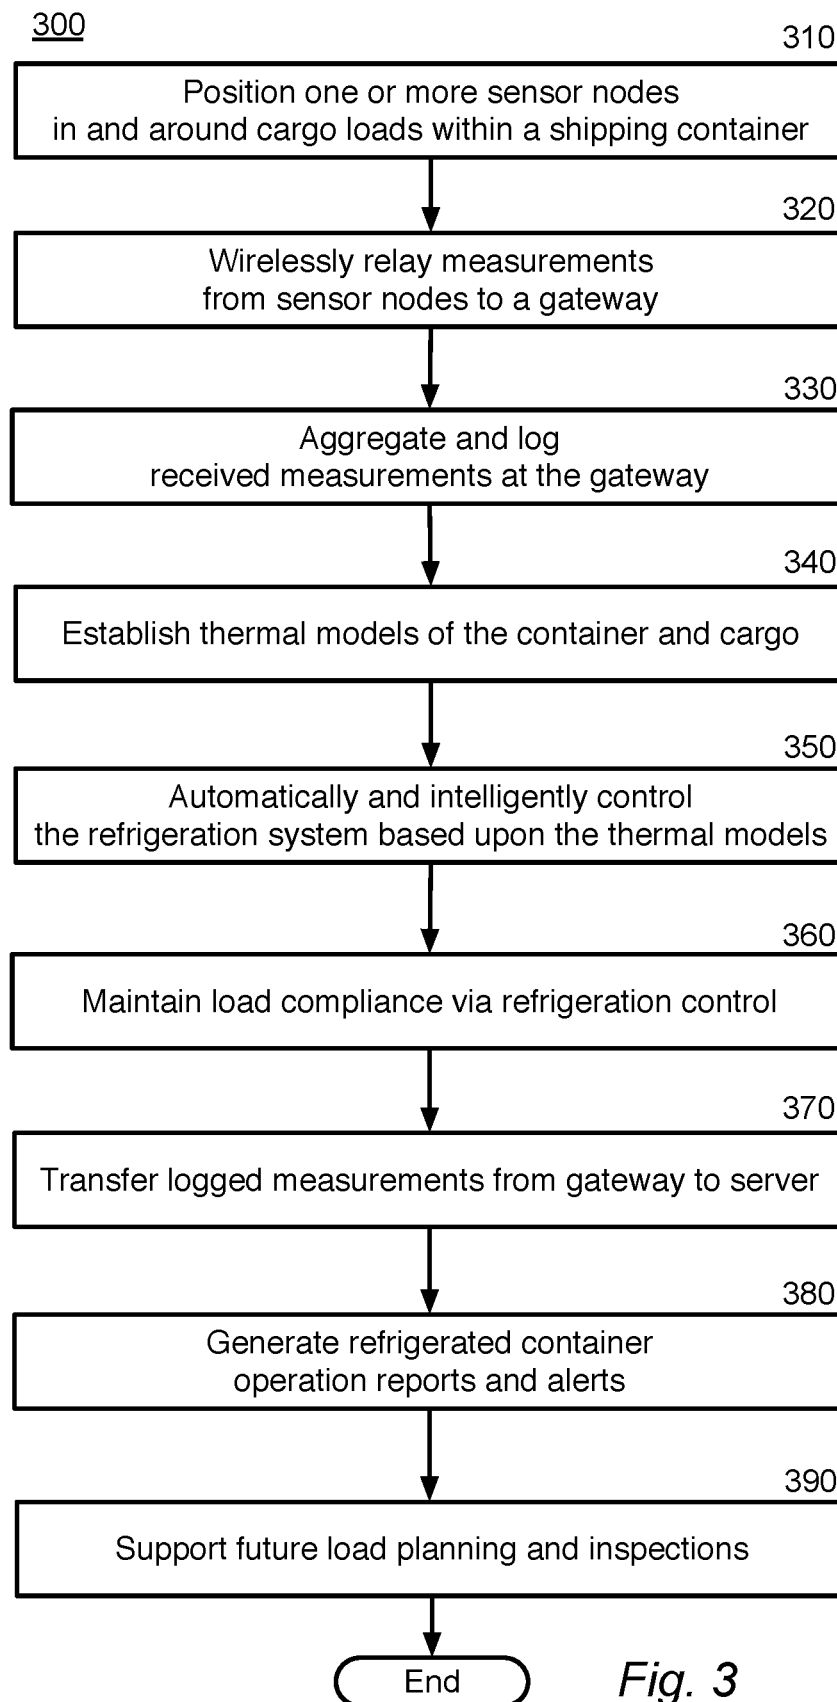 300
310
Position one or more sensor nodes
in and around cargo loads within a shipping container
320
Wirelessly relay measurements
from sensor nodes to a gateway
330
Aggregate and log
received measurements at the gateway
340
Establish thermal models of the container and cargo
350
Automatically and intelligently control
the refrigeration system based upon the thermal models
360
Maintain load compliance via refrigeration control
370
Transfer logged measurements from gateway to server
380
Generate refrigerated container
operation reports and alerts
390
Support future load planning and inspections
End
Fig. 3